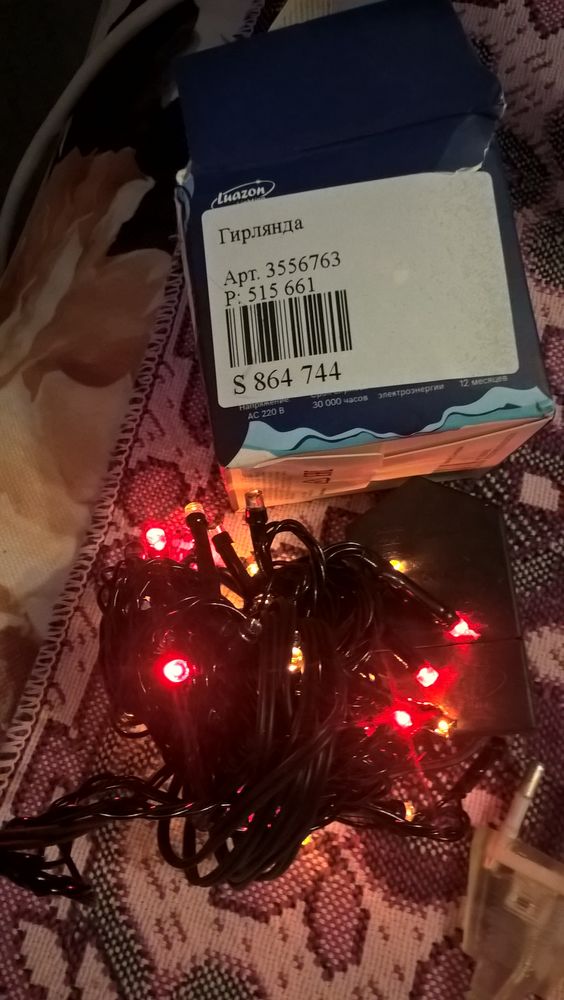 Luazon
Гирлянда
Арт. 3556763
Р: 515 661
S 864 744
Напряжение
АС 220 В
30 000 часов
электроэнергии
12 месяцев